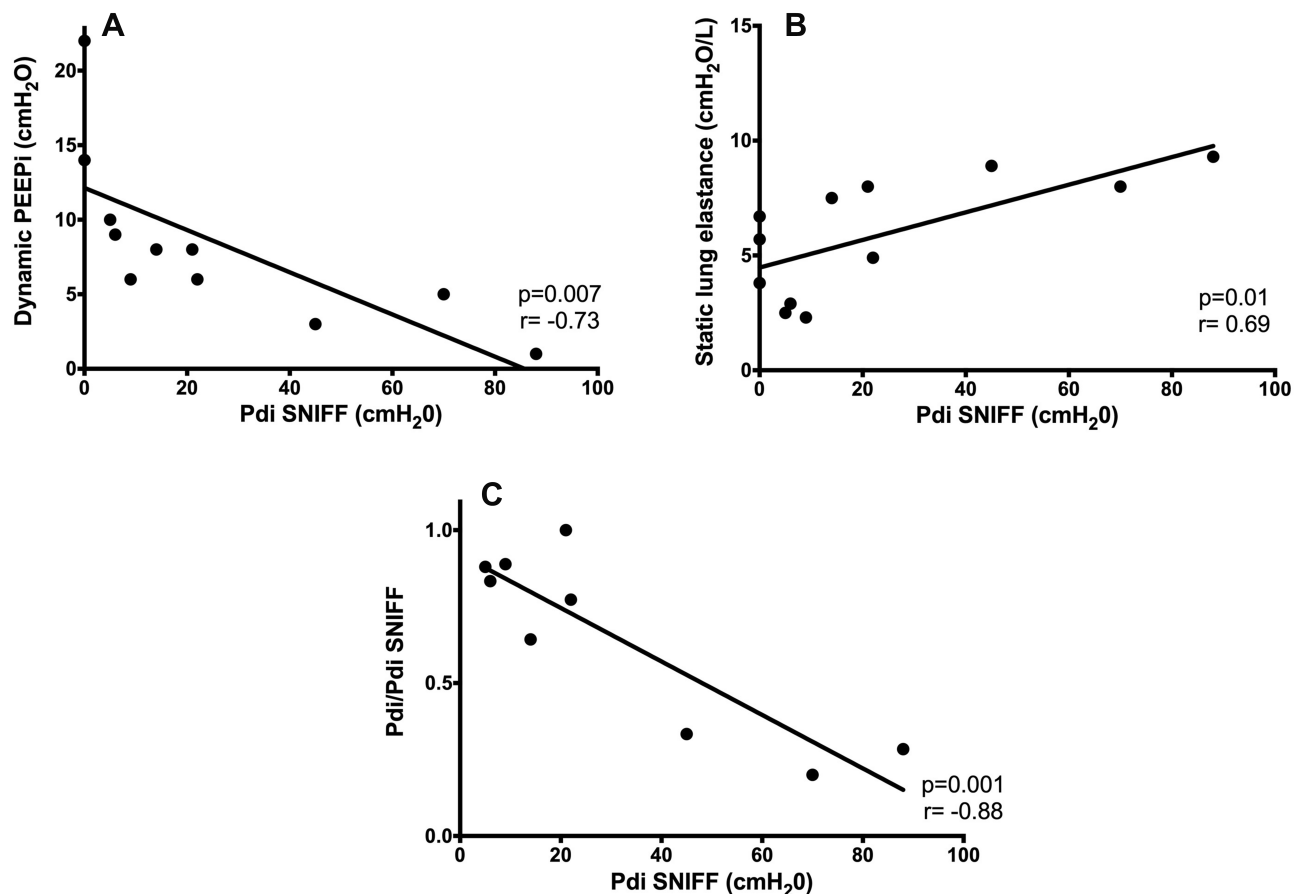 A
Dynamic PEEPi (cmH2O)
20
15
10
5
0
0 20 40 60 80 100
Pdi SNIFF (cmH20)
p=0.007
r= -0.73
B
Static lung elastance (cmH2O/L)
15
10
5
0
0 20 40 60 80 100
Pdi SNIFF (cmH20)
p=0.01
r= 0.69
C
Pdi/Pdi SNIFF
1.0
0.5
0.0
0 20 40 60 80 100
Pdi SNIFF (cmH20)
p=0.001
r= -0.88